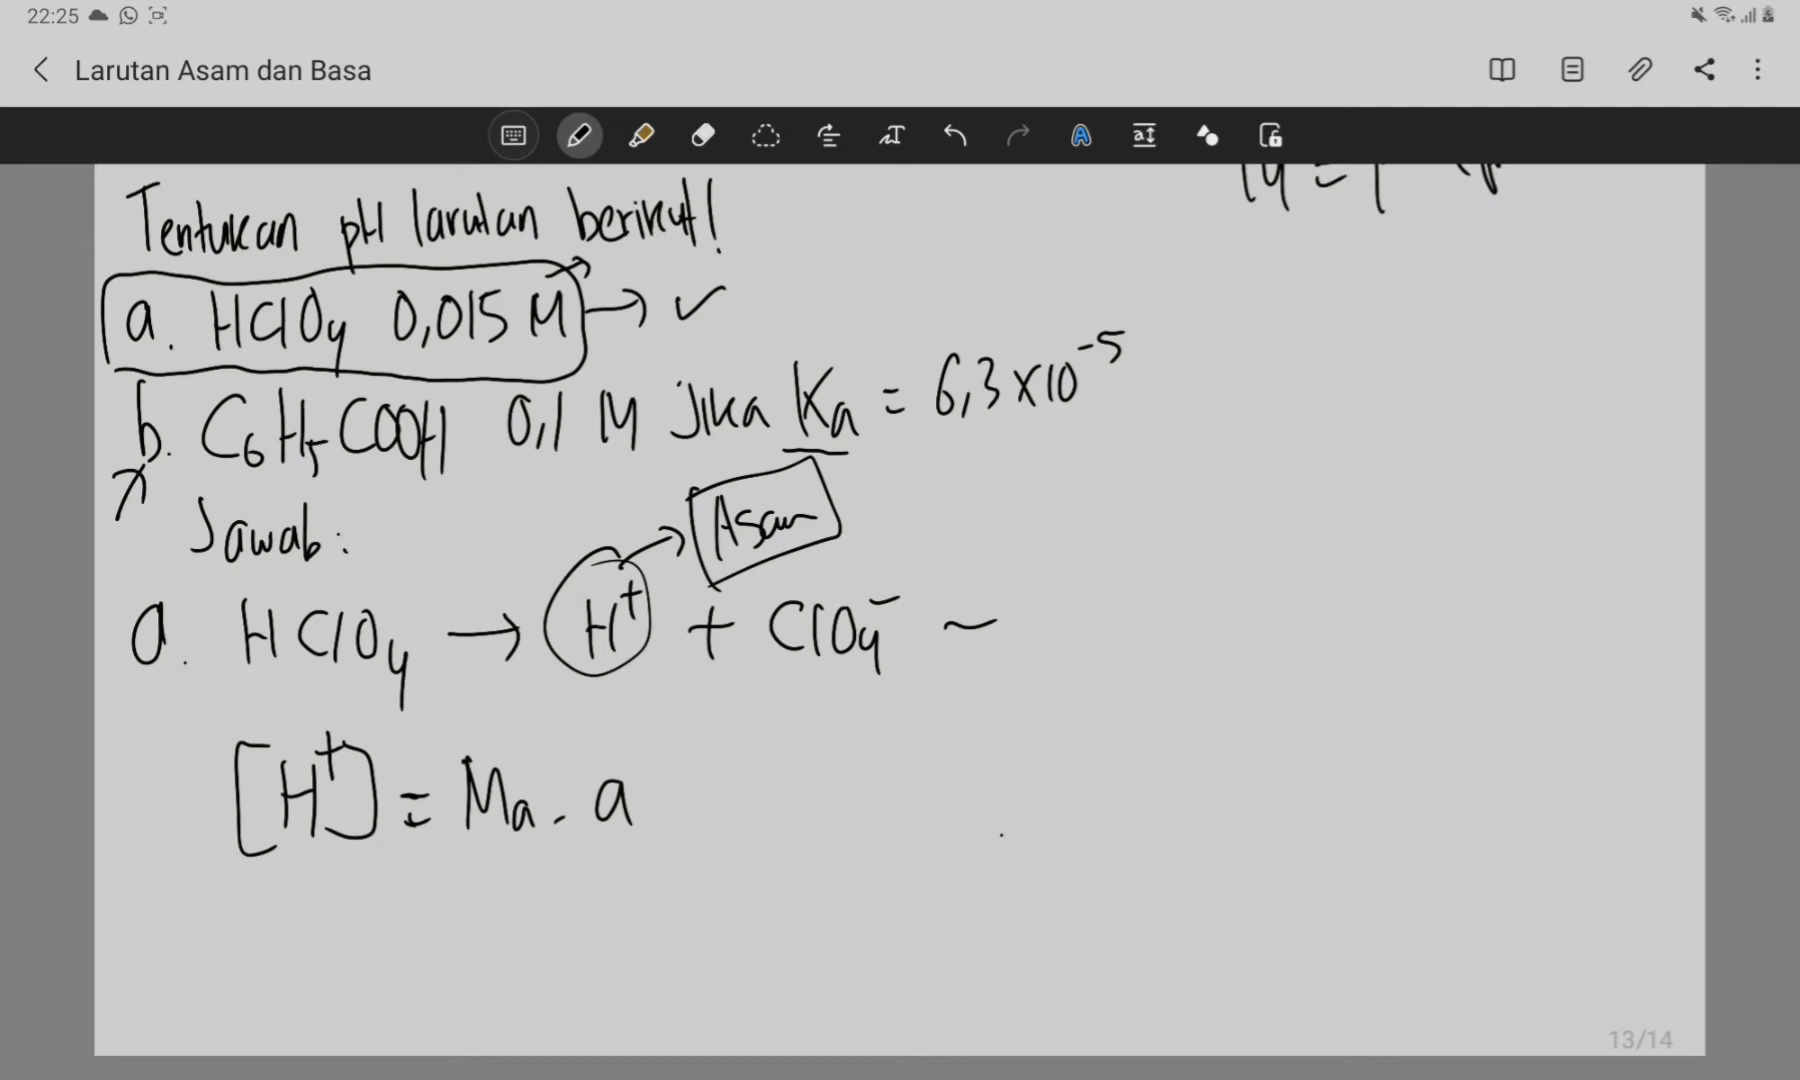 22:25
Larutan Asam dan Basa
Tentukan pH larutan berikut!
a. HClO₄ 0,015 M → ✓
b. C₆H₅COOH 0,1 M jika Ka = 6,3 x 10⁻⁵
Jawab:
Asam
a. HClO₄ → H⁺ + ClO₄⁻ ~
[H⁺] = Ma . a
13/14